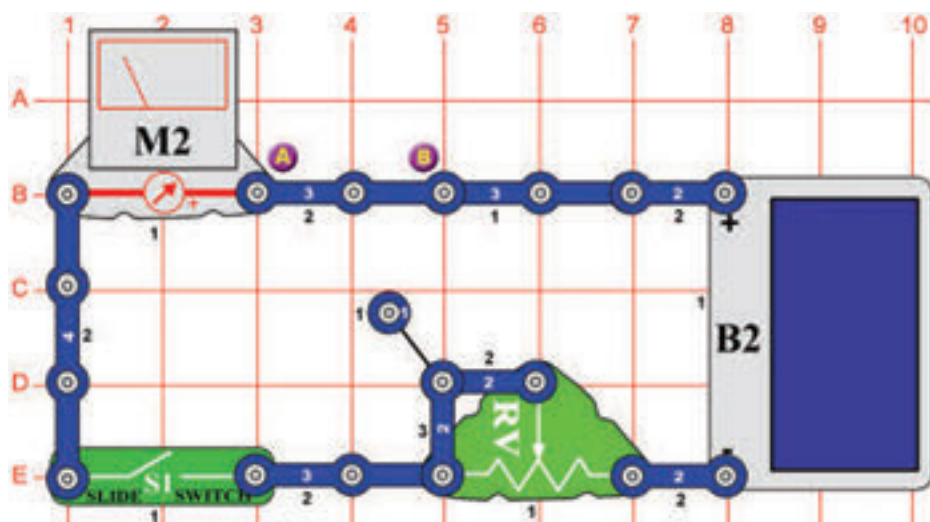 1 2 3 4 5 6 7 8 9 10
A
M2
A B
B + 3 3 2
1 2 1 2 +
C
1 1 1
4 2 B2
2
D 2
3 2 RV
-
E S1 3 2
SLIDE SWITCH 2 2
1 1